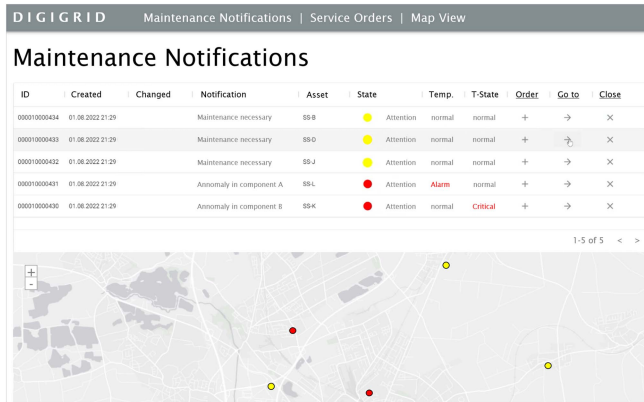 DIGIGRID Maintenance Notifications | Service Orders | Map View
Maintenance Notifications
ID Created Changed Notification Asset State Temp. T-State Order Go to Close
000010000434 01.08.2022 21:29 Maintenance necessary SS-B Attention normal normal + → ×
000010000433 01.08.2022 21:29 Maintenance necessary SS-D Attention normal normal + → ×
000010000432 01.08.2022 21:29 Maintenance necessary SS-J Attention normal normal + → ×
000010000431 01.08.2022 21:29 Annomaly in component A SS-L Attention Alarm normal + → ×
000010000430 01.08.2022 21:29 Annomaly in component B SS-K Attention normal Critical + → ×
1-5 of 5 < >
+
-